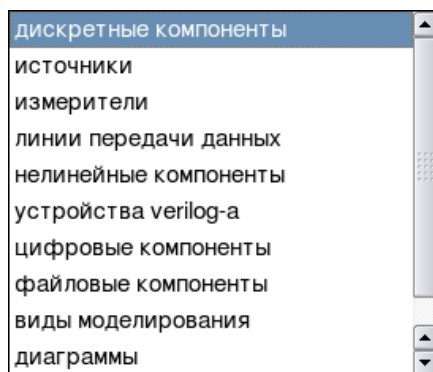 дискретные компоненты
источники
измерители
линии передачи данных
нелинейные компоненты
устройства verilog-a
цифровые компоненты
файловые компоненты
виды моделирования
диаграммы